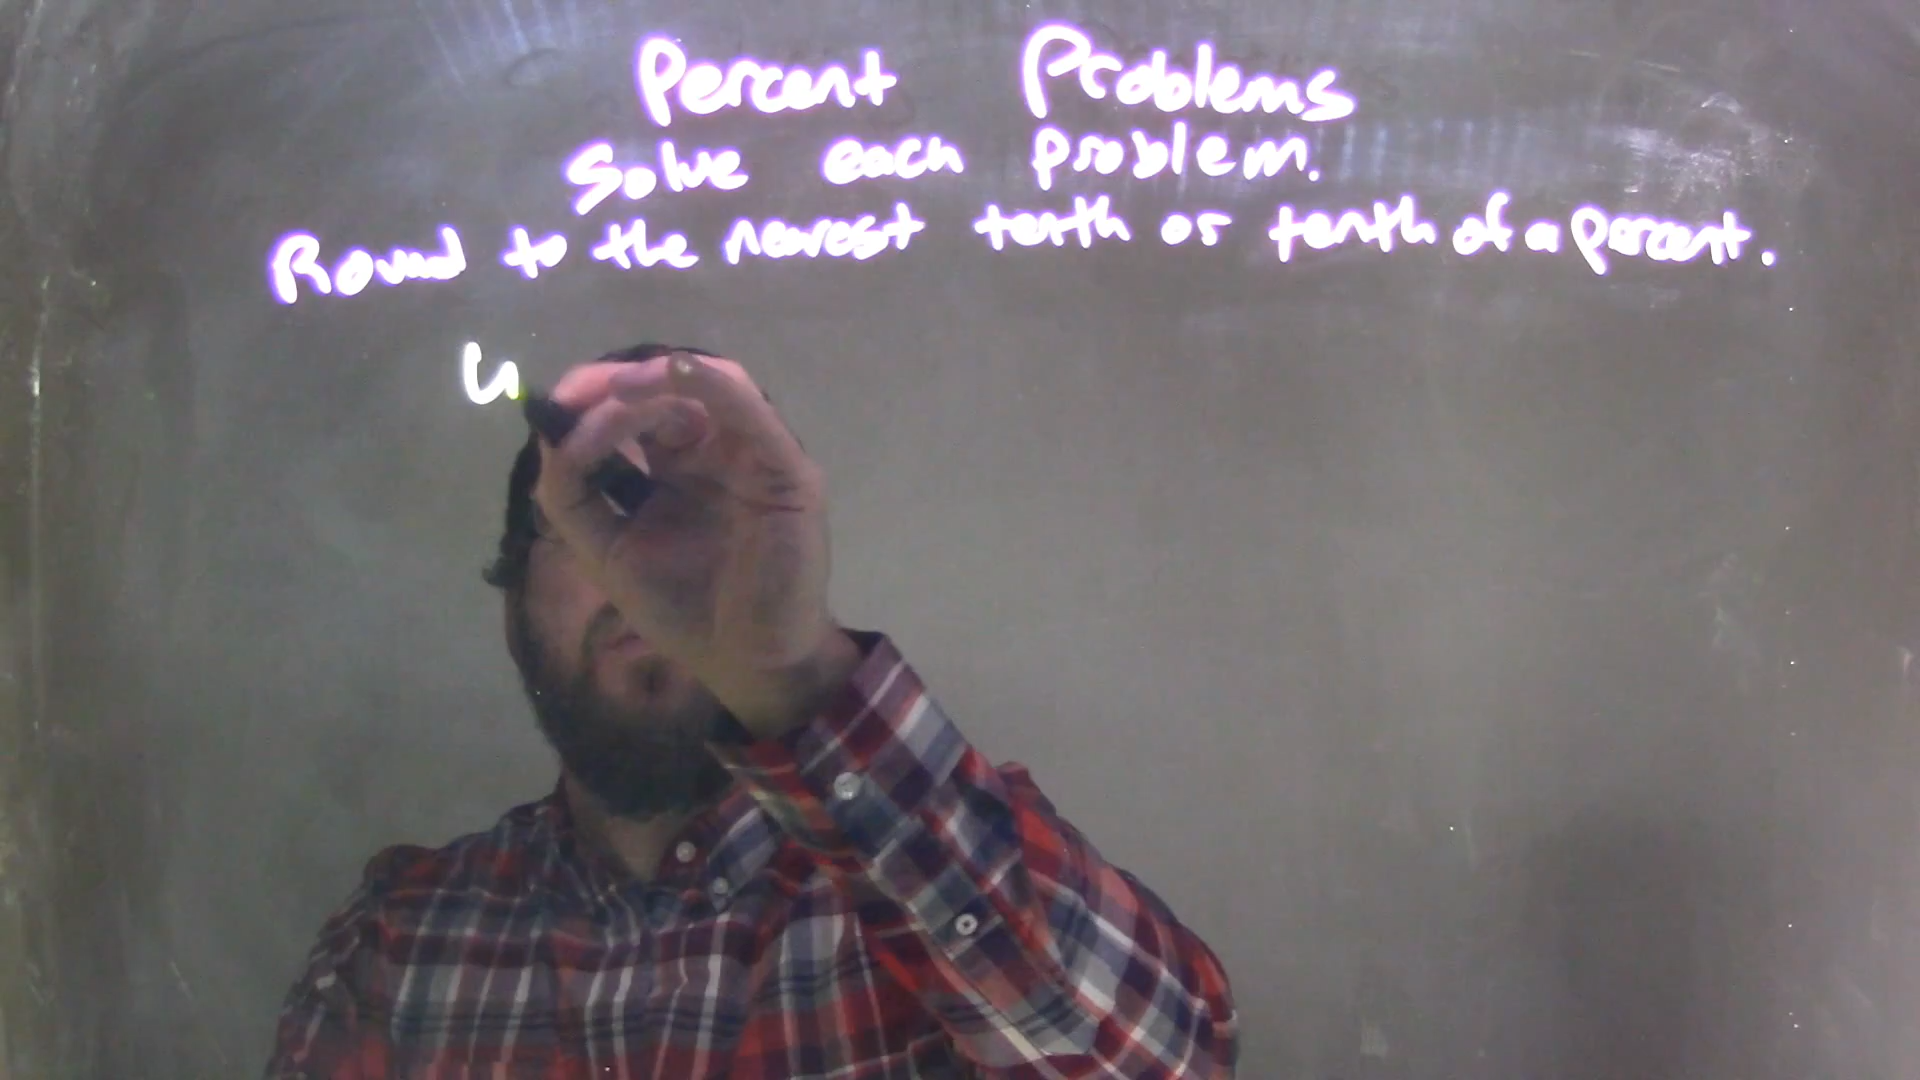 Percent Problems
Solve each problem.
Round to the nearest tenth or tenth of a percent.